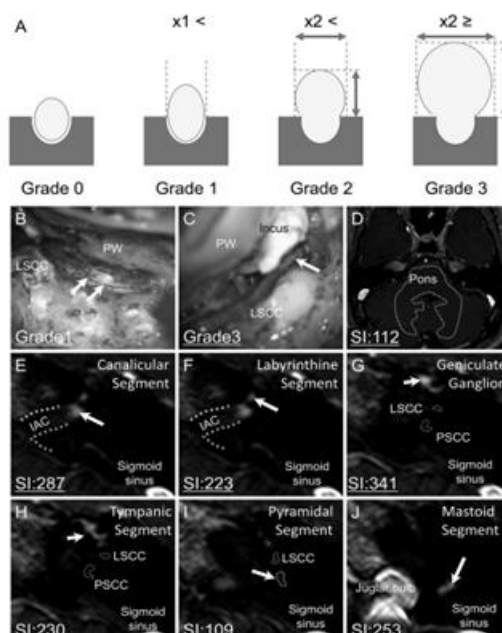 A
x1 <
x2 <
x2 ≥
Grade 0
Grade 1
Grade 2
Grade 3
B
PW
LSCC
Grade1
C
Incus
PW
LSCC
Grade3
D
Pons
SI:112
E
Canalicular
Segment
IAC
Sigmoid
sinus
SI:287
F
Labyrinthine
Segment
IAC
Sigmoid
sinus
SI:223
G
Geniculate
Ganglion
LSCC
PSCC
Sigmoid
sinus
SI:341
H
Tympanic
Segment
LSCC
PSCC
Sigmoid
sinus
SI:230
I
Pyramidal
Segment
LSCC
Sigmoid
sinus
SI:109
J
Mastoid
Segment
Sigmoid
sinus
SI:253